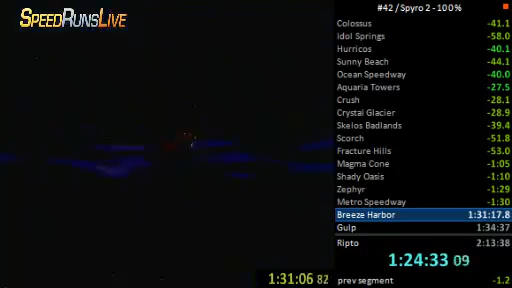 SPEEDRUNSLIVE
#42 / Spyro 2 - 100%
Colossus -41.1
Idol Springs -58.0
Hurricos -40.1
Sunny Beach -44.1
Ocean Speedway -40.0
Aquaria Towers -27.5
Crush -28.1
Crystal Glacier -28.9
Skelos Badlands -39.4
Scorch -51.8
Fracture Hills -53.0
Magma Cone -1:05
Shady Oasis -1:10
Zephyr -1:29
Metro Speedway -1:30
Breeze Harbor 1:31:17.8
Gulp 1:34:37
Ripto 2:13:38
1:24:33 09
1:31:06 82
prev segment -1.2